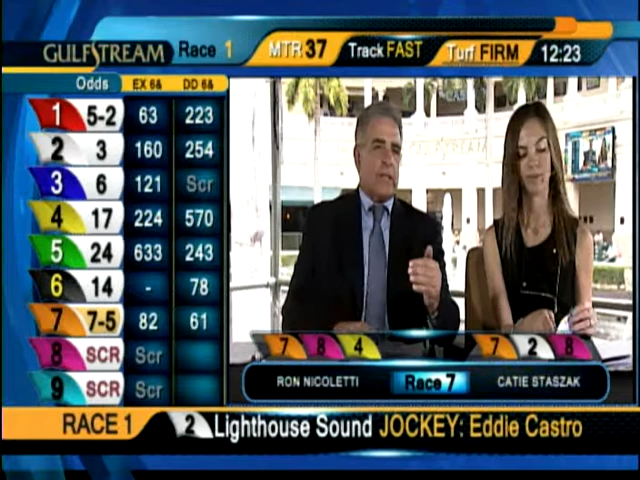 GULFSTREAM Race 1 MTR 37 Track FAST Turf FIRM 12:23
Odds EX 6& DD 6&
1 5-2 63 223
2 3 160 254
3 6 121 Scr
4 17 224 570
5 24 633 243
6 14 - 78
7 7-5 82 61
8 SCR Scr
9 SCR Scr
7 8 4 7 2 8
RON NICOLETTI Race 7 CATIE STASZAK
RACE 1 2 Lighthouse Sound JOCKEY: Eddie Castro